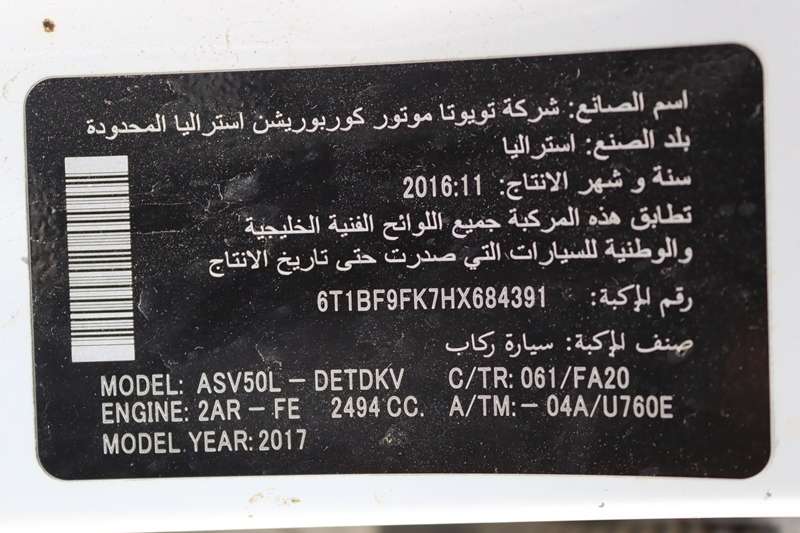 اسم الصانع: شركة تويوتا موتور كوربوريشن استراليا المحدودة
بلد الصنع: استراليا
سنة و شهر الانتاج: 2016:11
تطابق هذه المركبة جميع اللوائح الفنية الخليجية
والوطنية للسيارات التي صدرت حتى تاريخ الانتاج
رقم المركبة: 6T1BF9FK7HX684391
صنف المركبة: سيارة ركاب
MODEL: ASV50L - DETDKV C/TR: 061/FA20
ENGINE: 2AR - FE 2494 CC. A/TM: - 04A/U760E
MODEL YEAR: 2017